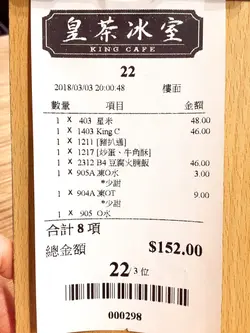 皇茶冰室
KING CAFE
22
2018/03/03 20:00:48 樓面
數量 項目 金額
1 x 403 星米 48.00
1 x 1403 King C 46.00
1 x 1211 [豬扒通]
1 x 1217 [炒蛋、牛角酥]
1 x 2312 B4 豆腐火腩飯 46.00
1 x 905A 凍O水 3.00
*少甜
1 x 904A 凍OT 9.00
*少甜
1 x 905 O水
合計 8 項
總金額 $152.00
22/3 位
000298